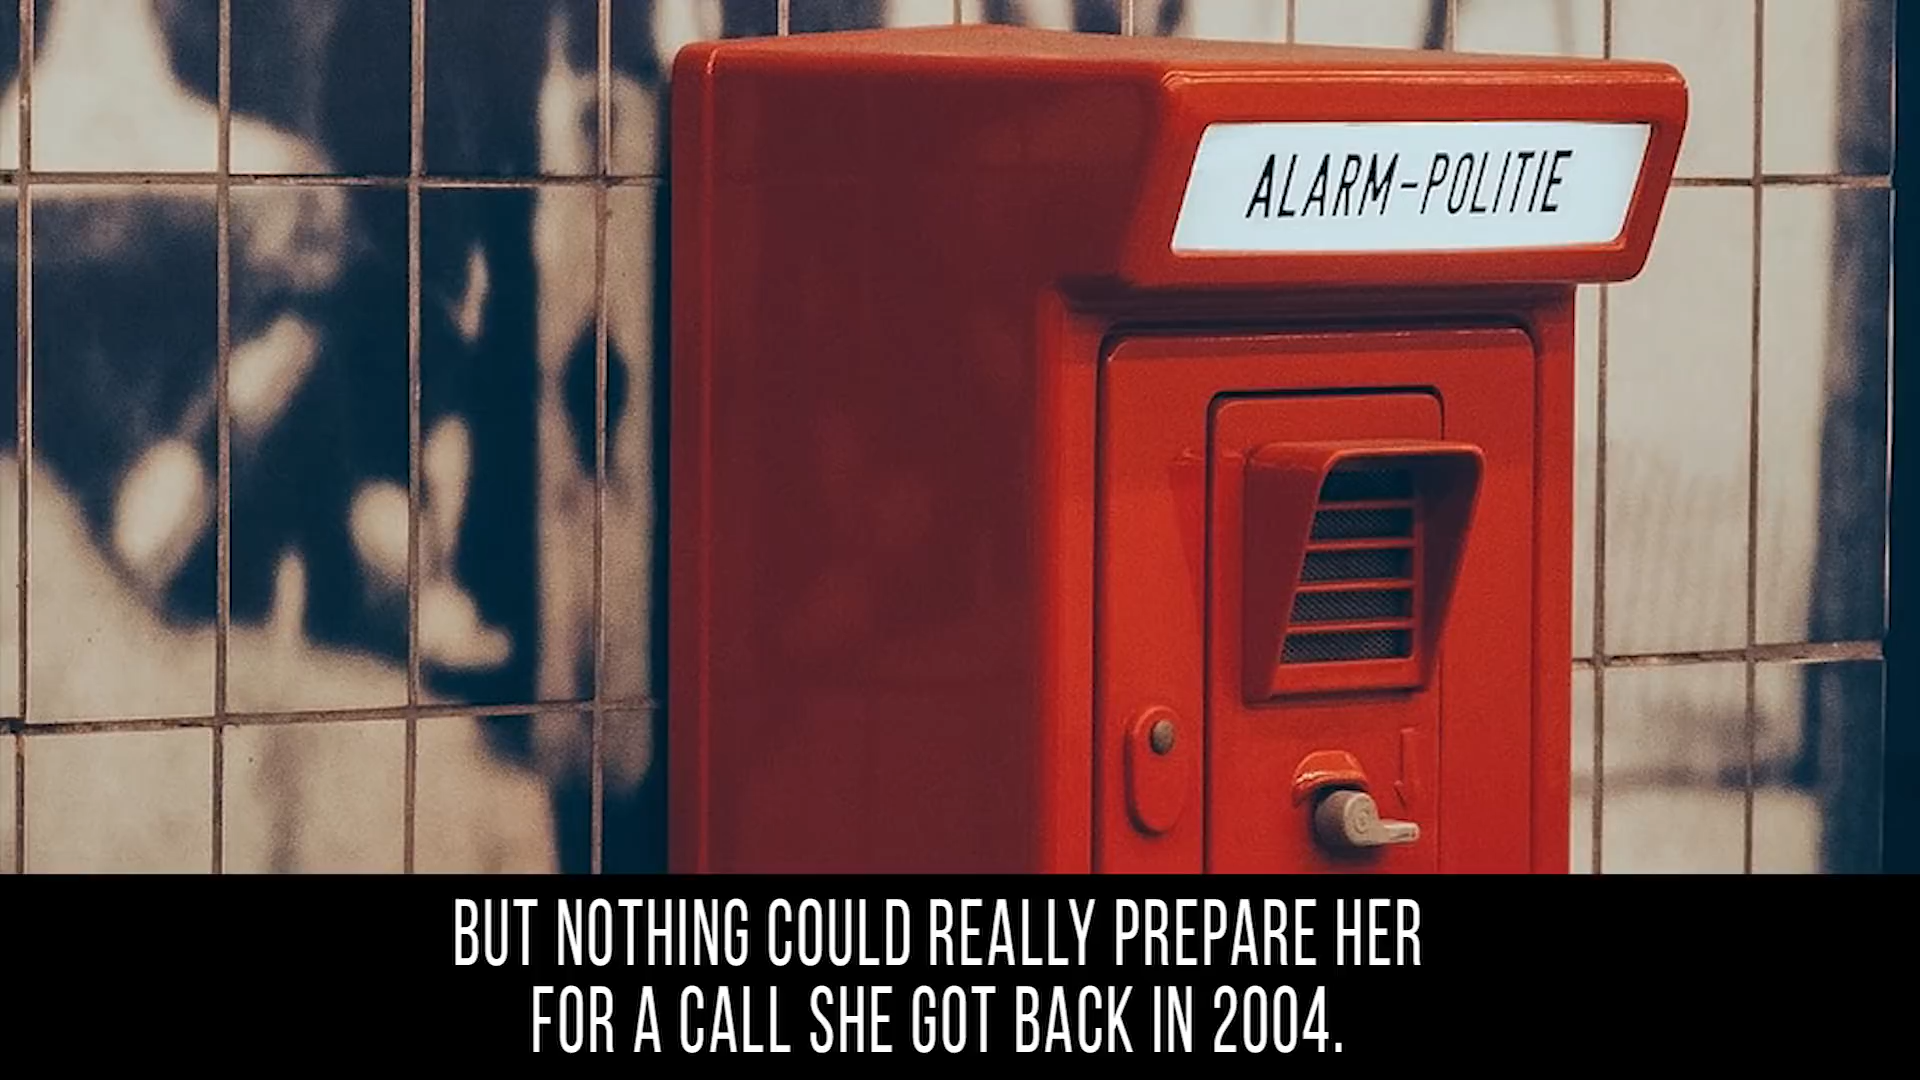 ALARM-POLITIE
BUT NOTHING COULD REALLY PREPARE HER
FOR A CALL SHE GOT BACK IN 2004.